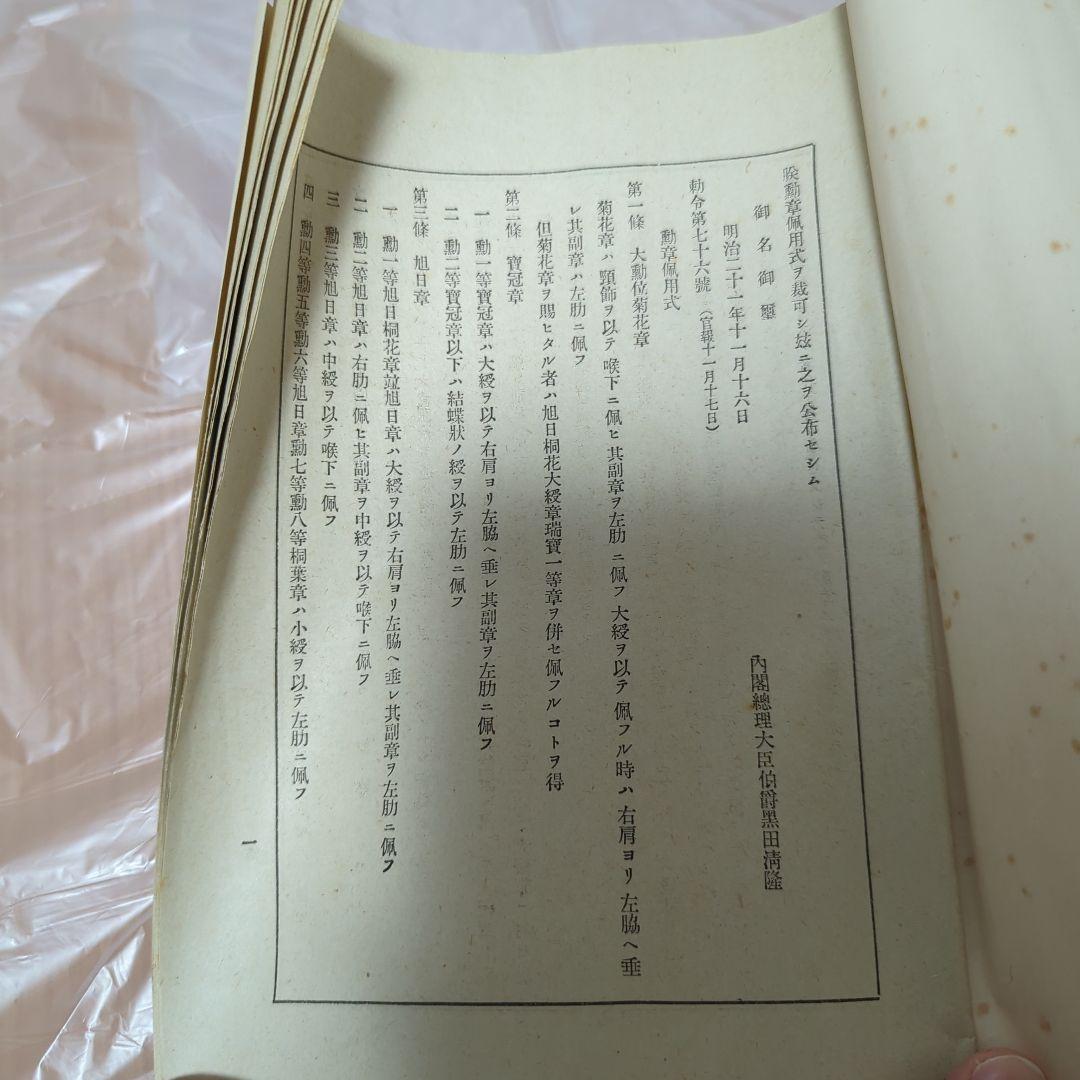 朕勳章佩用式ヲ裁可シ玆ニ之ヲ公布セシム
御名御璽
明治二十一年十一月十六日
內閣總理大臣伯爵黑田淸隆
勅令第七十六號（官報十一月十七日）
勳章佩用式
第一條　大勳位菊花章
菊花章ハ頸飾ヲ以テ喉下ニ佩ヒ其副章ヲ左肋ニ佩フ大綬ヲ以テ佩フル時ハ右肩ヨリ左脇ヘ垂
レ其副章ハ左肋ニ佩フ
但菊花章ヲ賜ヒタル者ハ旭日桐花大綬章瑞寶一等章ヲ併セ佩フルコトヲ得
第二條　寶冠章
一　勳一等寶冠章ハ大綬ヲ以テ右肩ヨリ左脇ヘ垂レ其副章ヲ左肋ニ佩フ
二　勳二等寶冠章以下ハ結蝶狀ノ綬ヲ以テ左肋ニ佩フ
第三條　旭日章
一　勳一等旭日桐花章竝旭日章ハ大綬ヲ以テ右肩ヨリ左脇ヘ垂レ其副章ヲ左肋ニ佩フ
二　勳二等旭日章ハ右肋ニ佩ヒ其副章ヲ中綬ヲ以テ喉下ニ佩フ
三　勳三等旭日章ハ中綬ヲ以テ喉下ニ佩フ
四　勳四等勳五等勳六等旭日章勳七等勳八等桐葉章ハ小綬ヲ以テ左肋ニ佩フ
一